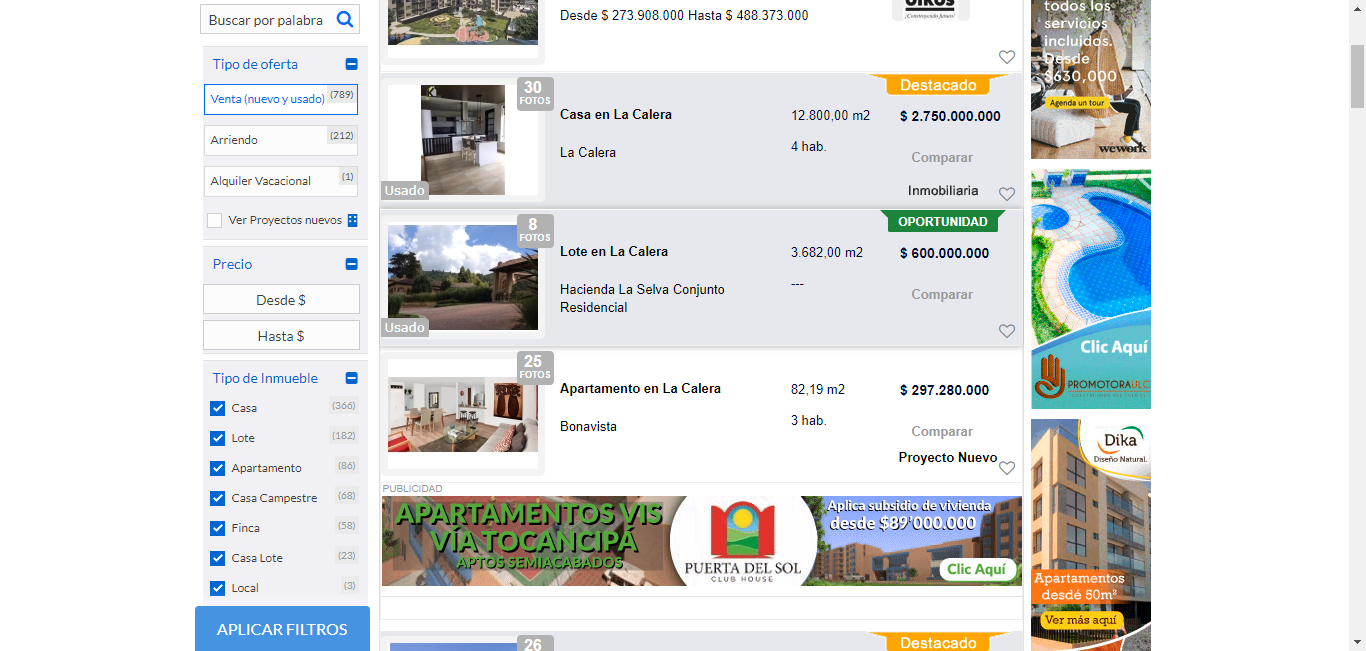 Buscar por palabra
Tipo de oferta
Venta (nuevo y usado) (789)
Arriendo (212)
Alquiler Vacacional (1)
Ver Proyectos nuevos
Precio
Desde $
Hasta $
Tipo de Inmueble
Casa (366)
Lote (182)
Apartamento (86)
Casa Campestre (68)
Finca (58)
Casa Lote (23)
Local (3)
APLICAR FILTROS
Desde $ 273.908.000 Hasta $ 488.373.000
OIKOS
¡Construyendo futuro!
30
FOTOS
Usado
Casa en La Calera
La Calera
12.800,00 m2
4 hab.
Destacado
$ 2.750.000.000
Comparar
Inmobiliaria
8
FOTOS
Usado
Lote en La Calera
Hacienda La Selva Conjunto
Residencial
3.682,00 m2
---
OPORTUNIDAD
$ 600.000.000
Comparar
25
FOTOS
Apartamento en La Calera
Bonavista
82,19 m2
3 hab.
$ 297.280.000
Comparar
Proyecto Nuevo
PUBLICIDAD
APARTAMENTOS VIS
VÍA TOCANCIPÁ
APTOS SEMIACABADOS
PUERTA DEL SOL
CLUB HOUSE
Aplica subsidio de vivienda
desde $89'000.000
Clic Aquí
26
Destacado
todos los
servicios
incluidos.
Desde
$630,000
Agenda un tour
wework
Clic Aquí
PROMOTORA ULC
Dika
Diseño Natural.
Apartamentos
desdé 50m²
Ver más aquí